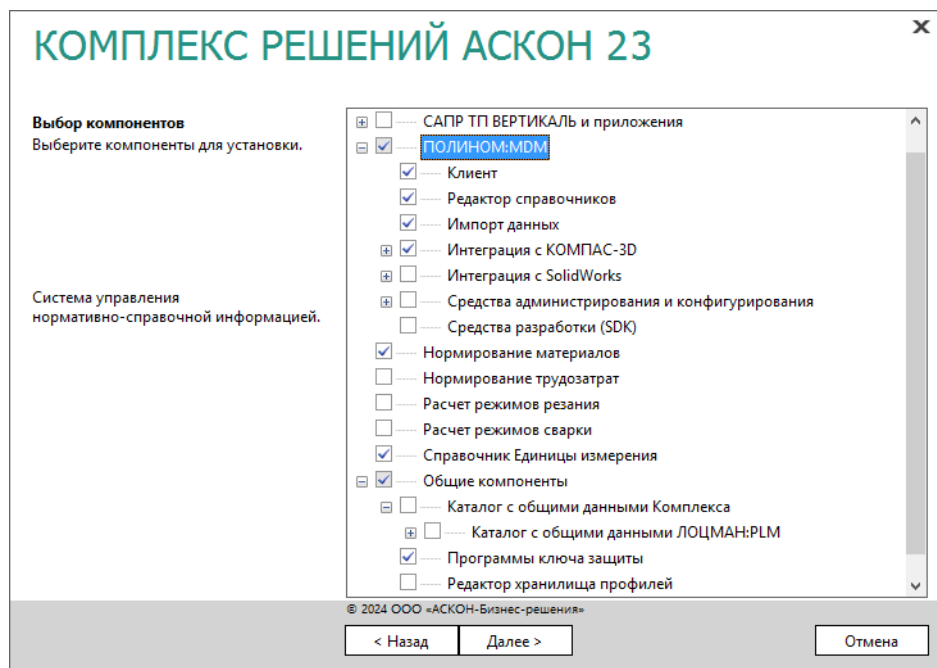 КОМПЛЕКС РЕШЕНИЙ АСКОН 23
Выбор компонентов
Выберите компоненты для установки.
Система управления
нормативно-справочной информацией.
САПР ТП ВЕРТИКАЛЬ и приложения
ПОЛИНОМ:MDM
Клиент
Редактор справочников
Импорт данных
Интеграция с КОМПАС-3D
Интеграция с SolidWorks
Средства администрирования и конфигурирования
Средства разработки (SDK)
Нормирование материалов
Нормирование трудозатрат
Расчет режимов резания
Расчет режимов сварки
Справочник Единицы измерения
Общие компоненты
Каталог с общими данными Комплекса
Каталог с общими данными ЛОЦМАН:PLM
Программы ключа защиты
Редактор хранилища профилей
© 2024 ООО «АСКОН-Бизнес-решения»
< Назад
Далее >
Отмена